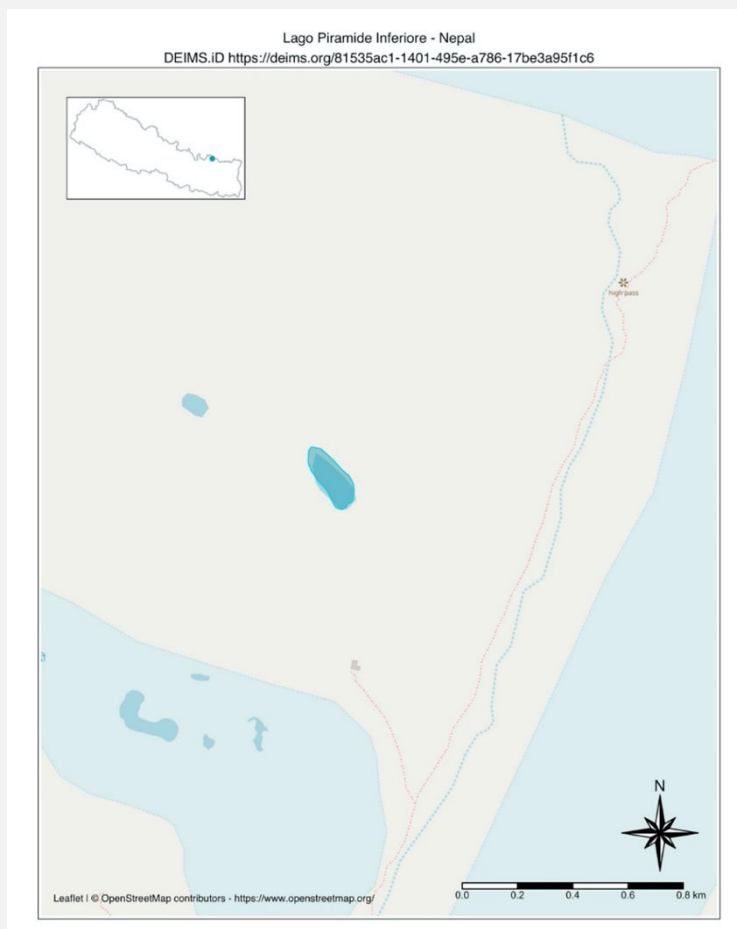 Lago Piramide Inferiore - Nepal
DEIMS.iD https://deims.org/81535ac1-1401-495e-a786-17be3a95f1c6
high pass
N
0.0 0.2 0.4 0.6 0.8 km
Leaflet | © OpenStreetMap contributors - https://www.openstreetmap.org/